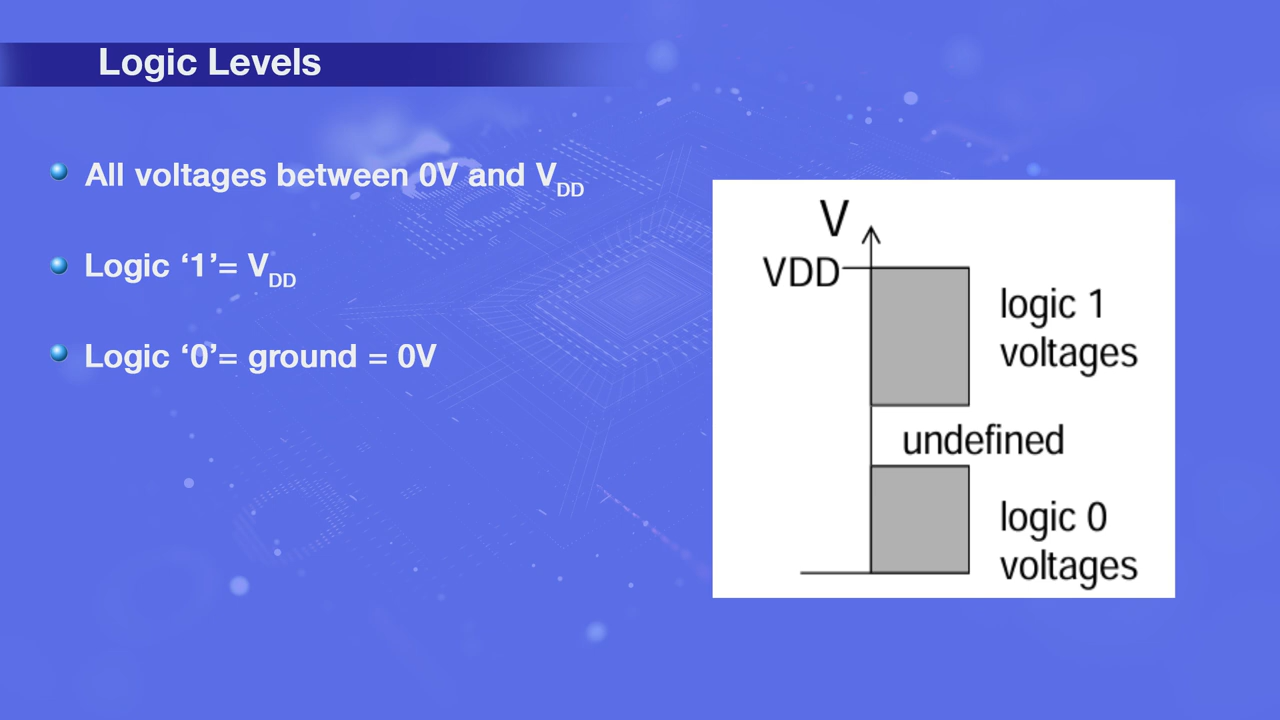 Logic Levels
All voltages between 0V and VDD
Logic ‘1’= VDD
Logic ‘0’= ground = 0V
V
VDD
logic 1
voltages
undefined
logic 0
voltages